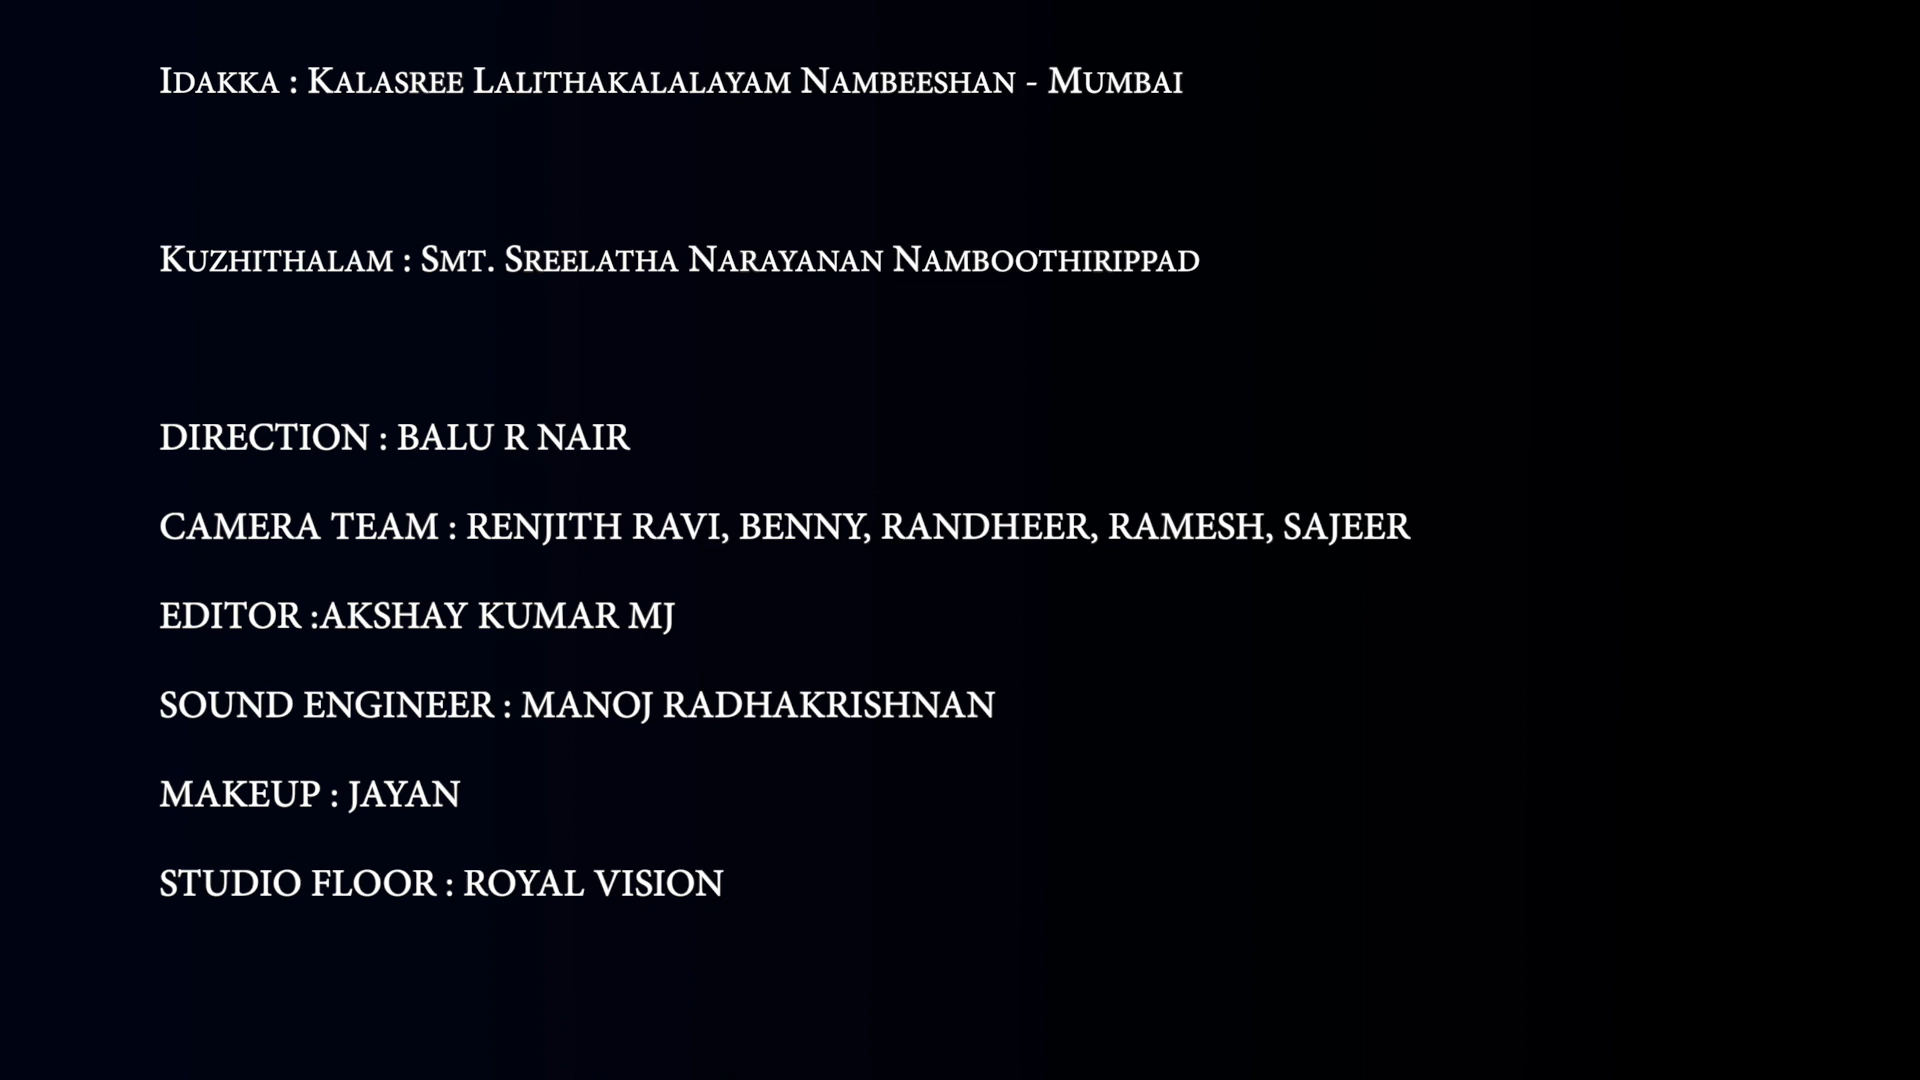 Idakka : Kalasree Lalithakalalayam Nambeeshan - Mumbai
Kuzhithalam : Smt. Sreelatha Narayanan Namboothirippad
DIRECTION : BALU R NAIR
CAMERA TEAM : RENJITH RAVI, BENNY, RANDHEER, RAMESH, SAJEER
EDITOR :AKSHAY KUMAR MJ
SOUND ENGINEER : MANOJ RADHAKRISHNAN
MAKEUP : JAYAN
STUDIO FLOOR : ROYAL VISION